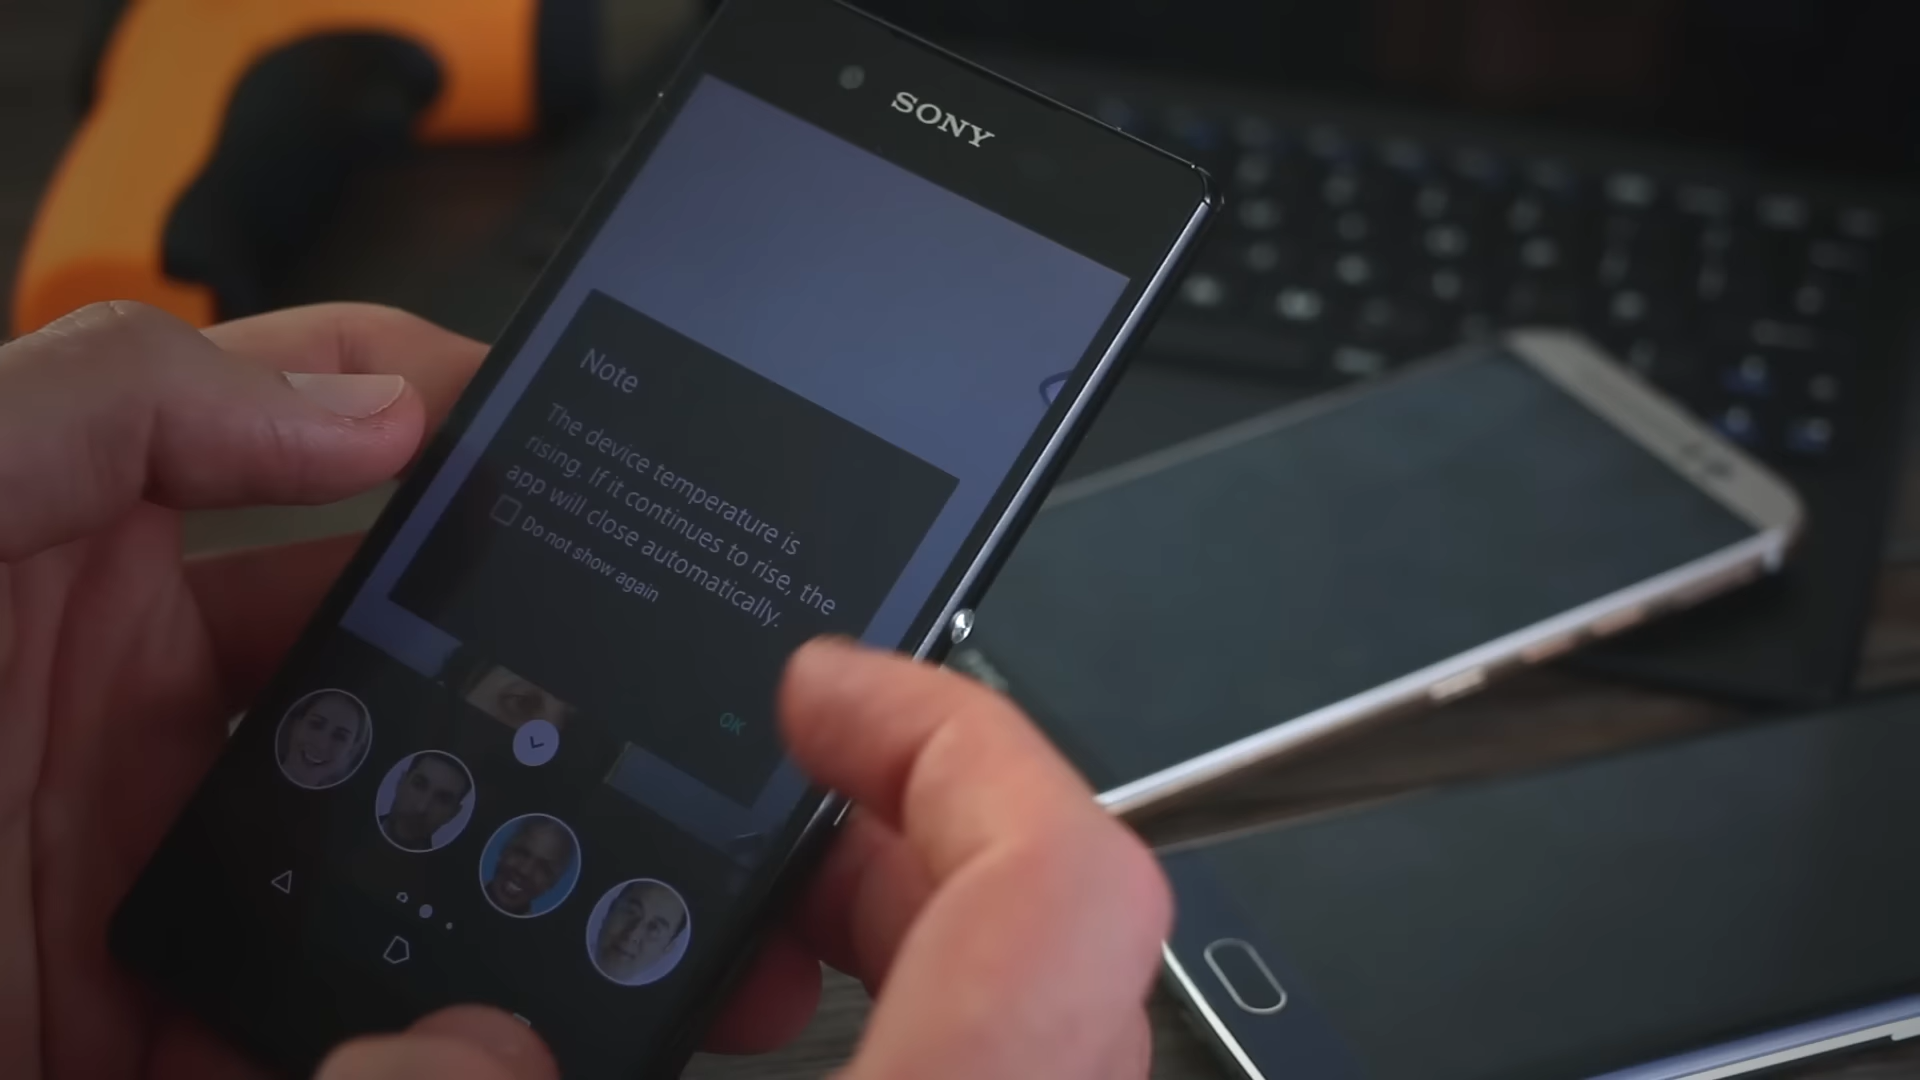 SONY
Note
The device temperature is
rising. If it continues to rise, the
app will close automatically.
Do not show again
OK